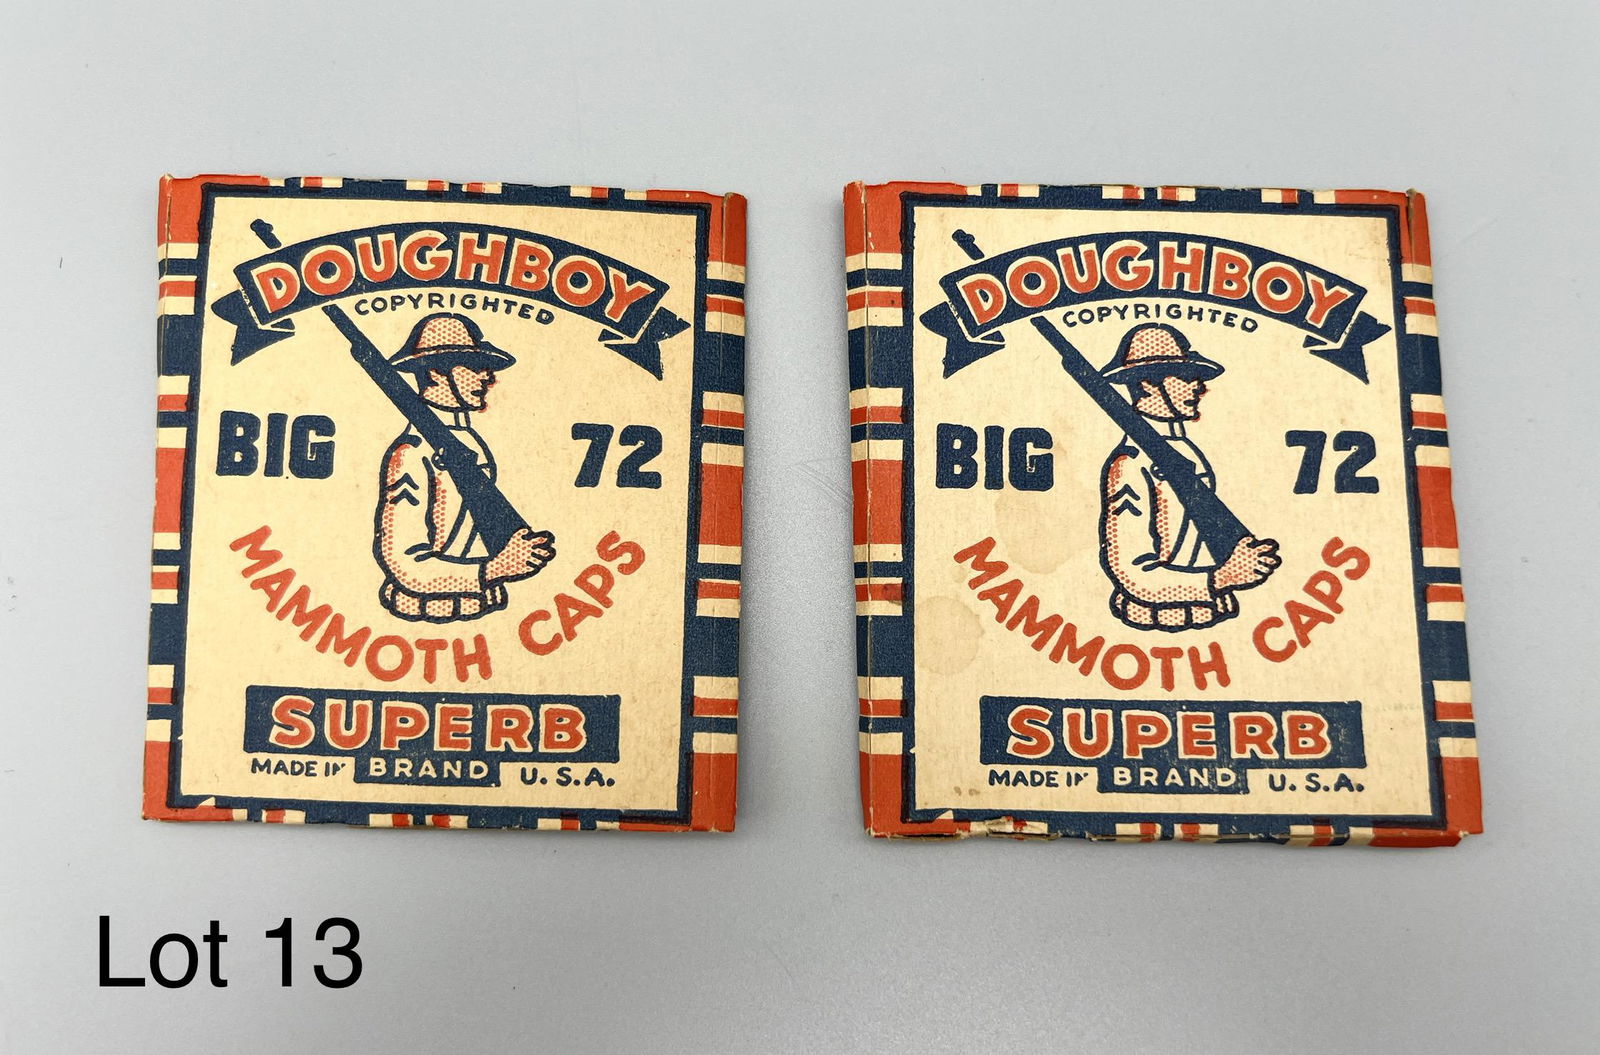 DOUGHBOY
COPYRIGHTED
BIG 72
MAMMOTH CAPS
SUPERB
MADE IN BRAND U.S.A.
DOUGHBOY
COPYRIGHTED
BIG 72
MAMMOTH CAPS
SUPERB
MADE IN BRAND U.S.A.
Lot 13